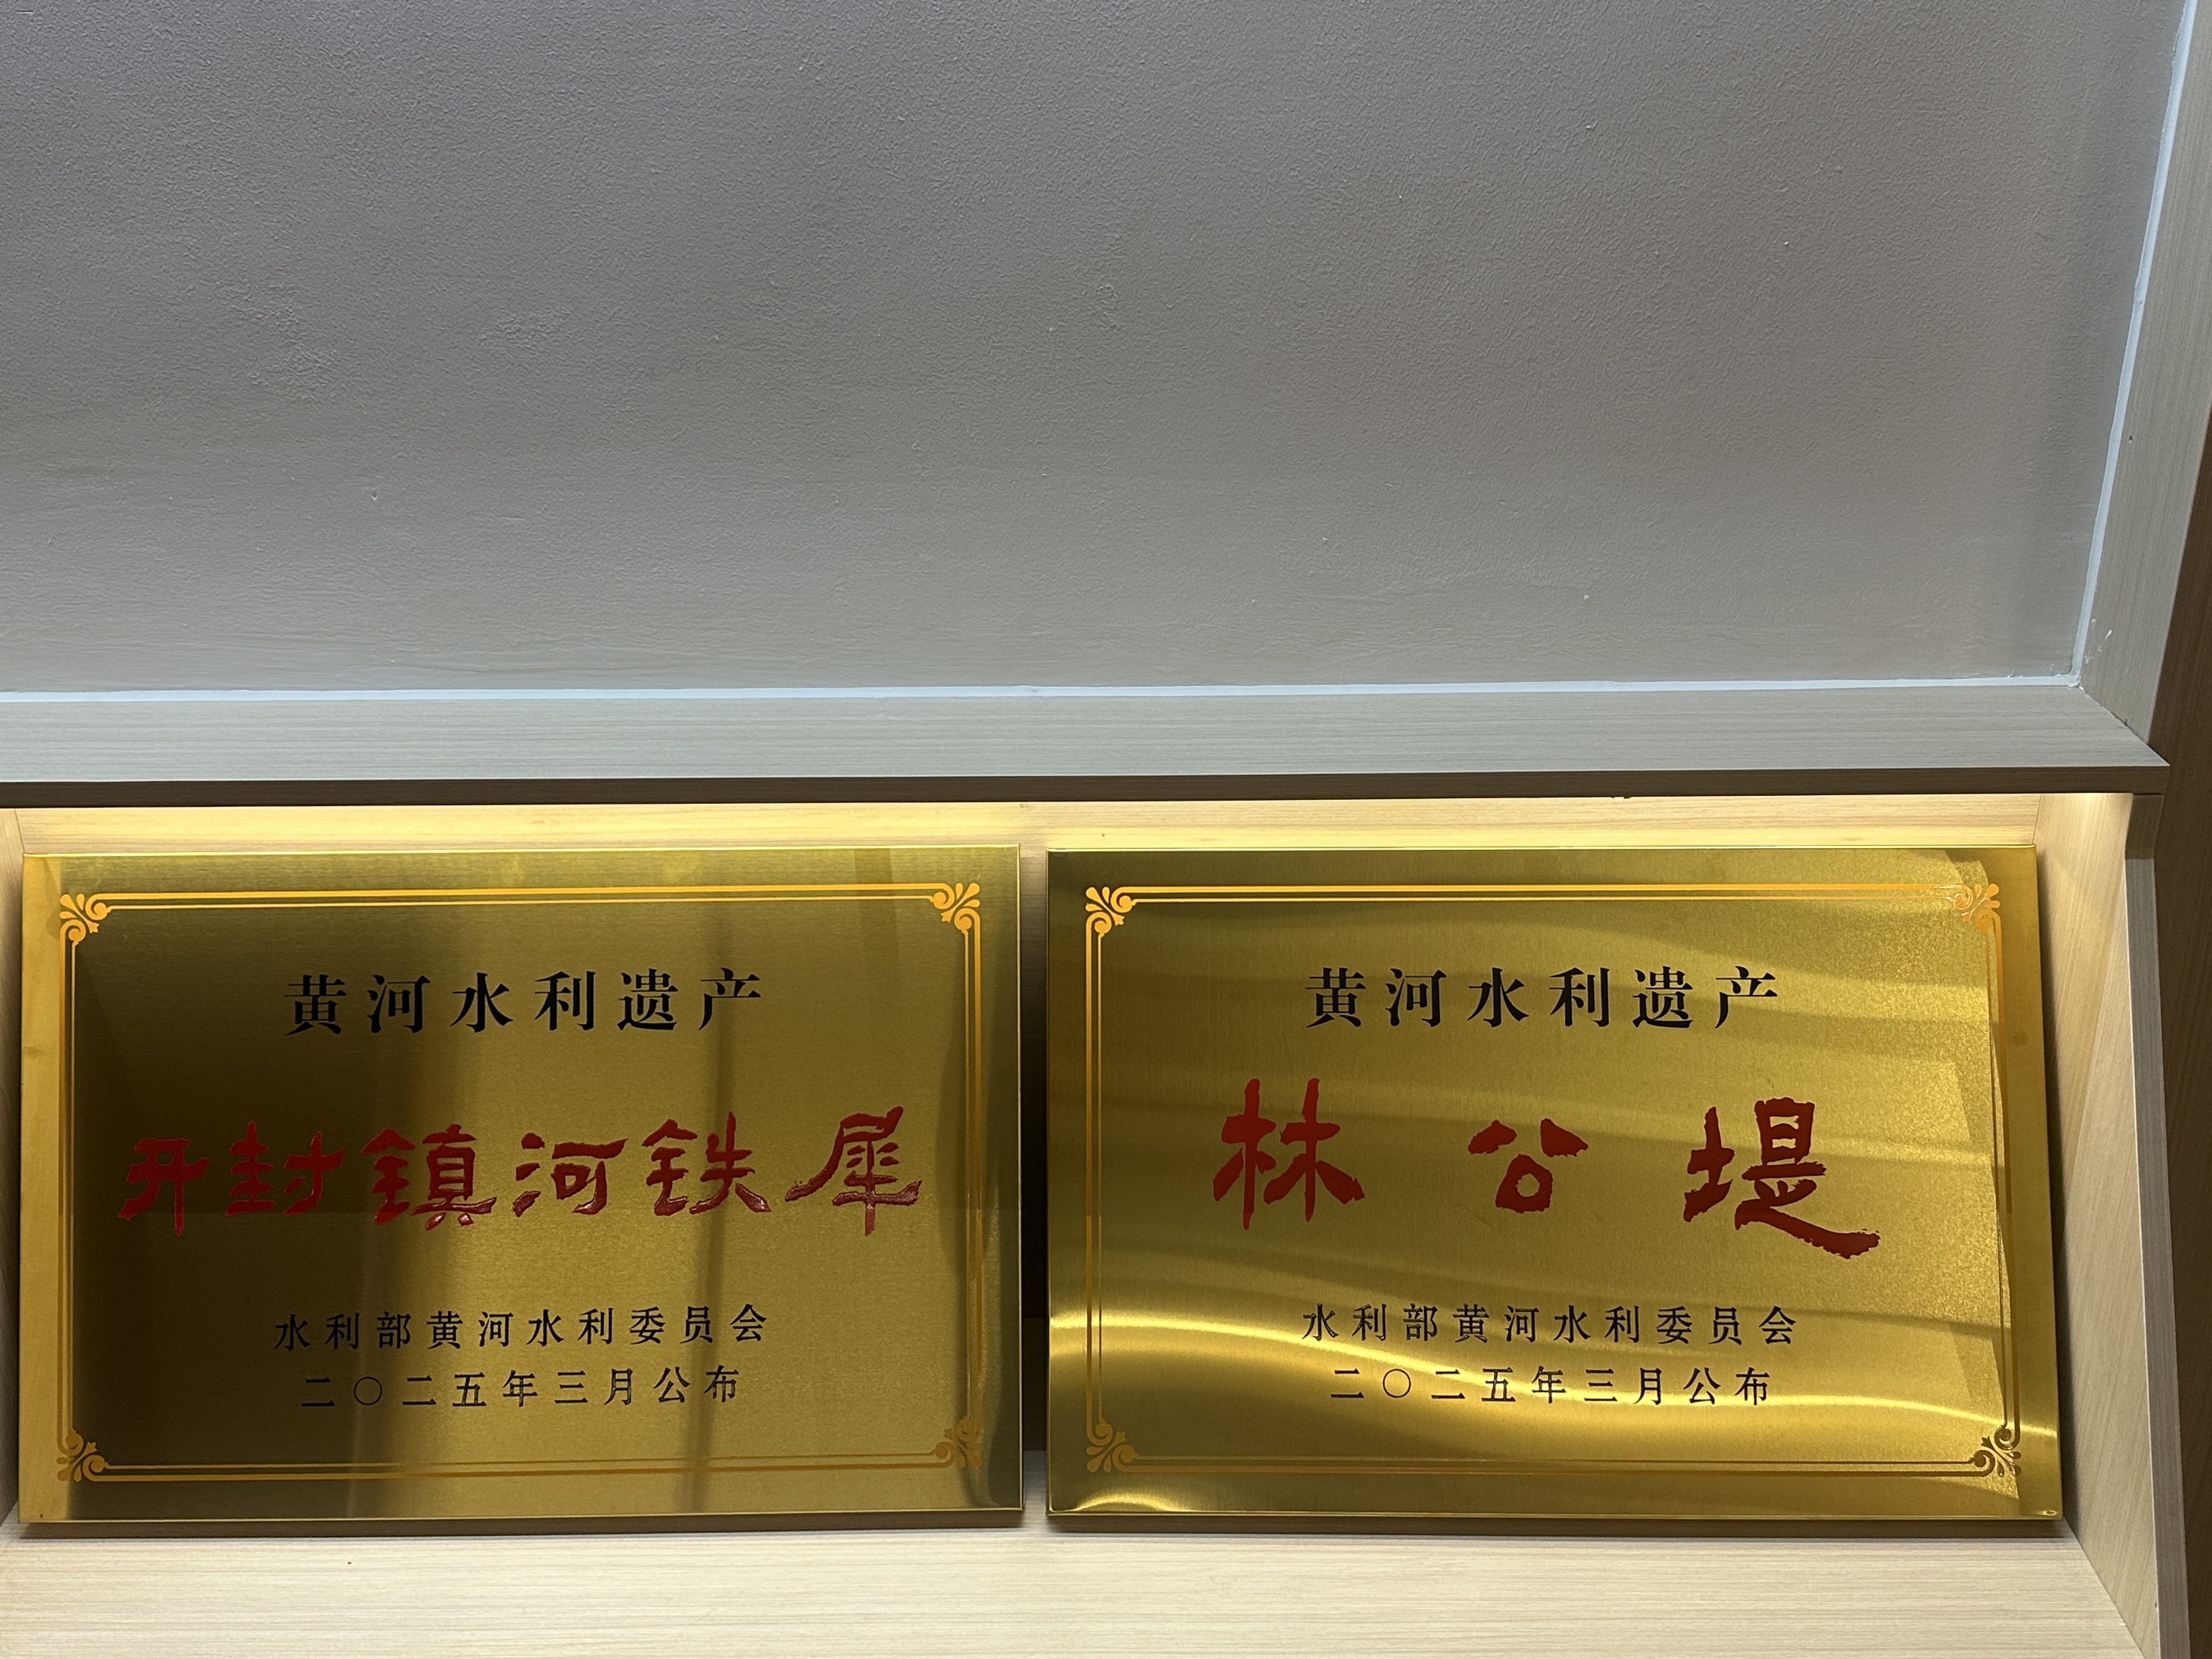 黄河水利遗产
开封镇河铁犀
水利部黄河水利委员会
二〇二五年三月公布
黄河水利遗产
林公堤
水利部黄河水利委员会
二〇二五年三月公布